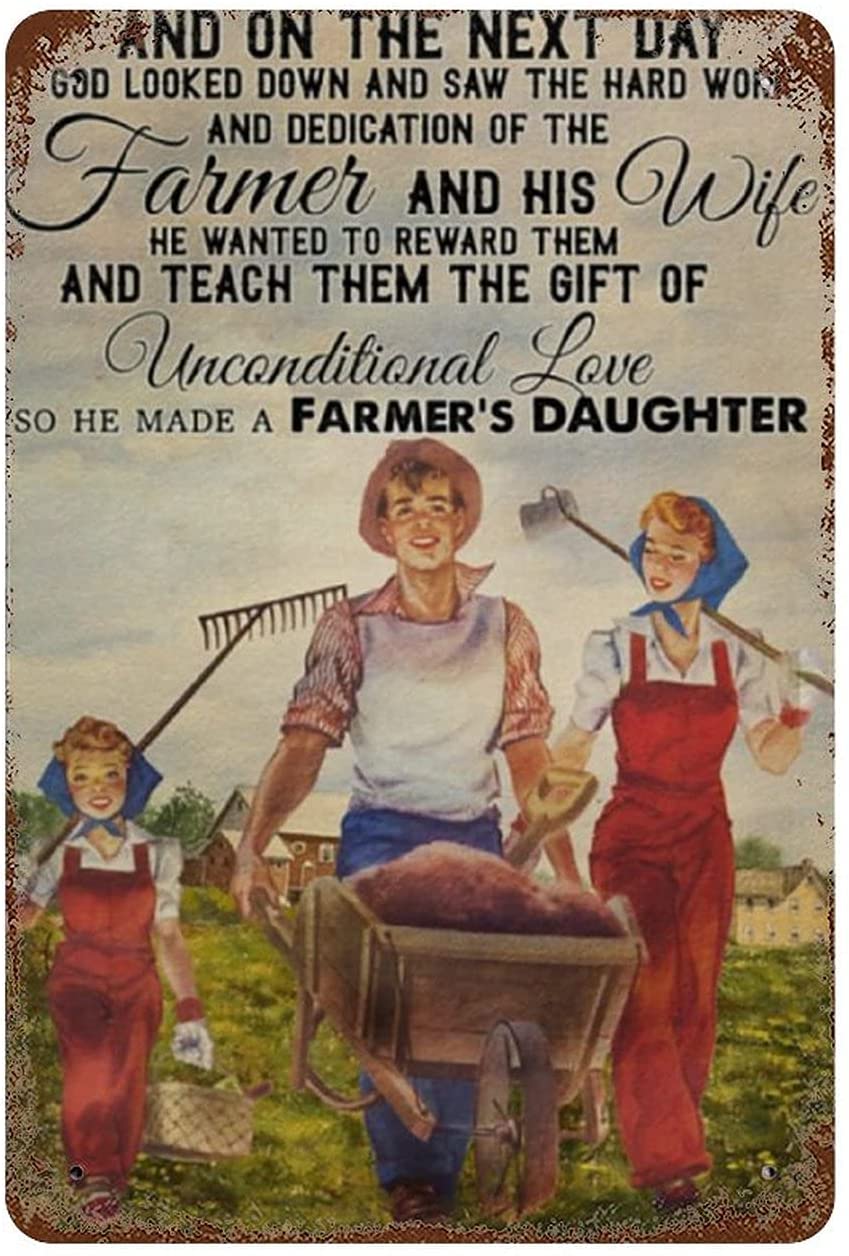 AND ON THE NEXT DAY
GOD LOOKED DOWN AND SAW THE HARD WORK
AND DEDICATION OF THE
Farmer AND HIS Wife
HE WANTED TO REWARD THEM
AND TEACH THEM THE GIFT OF
Unconditional Love
SO HE MADE A FARMER'S DAUGHTER